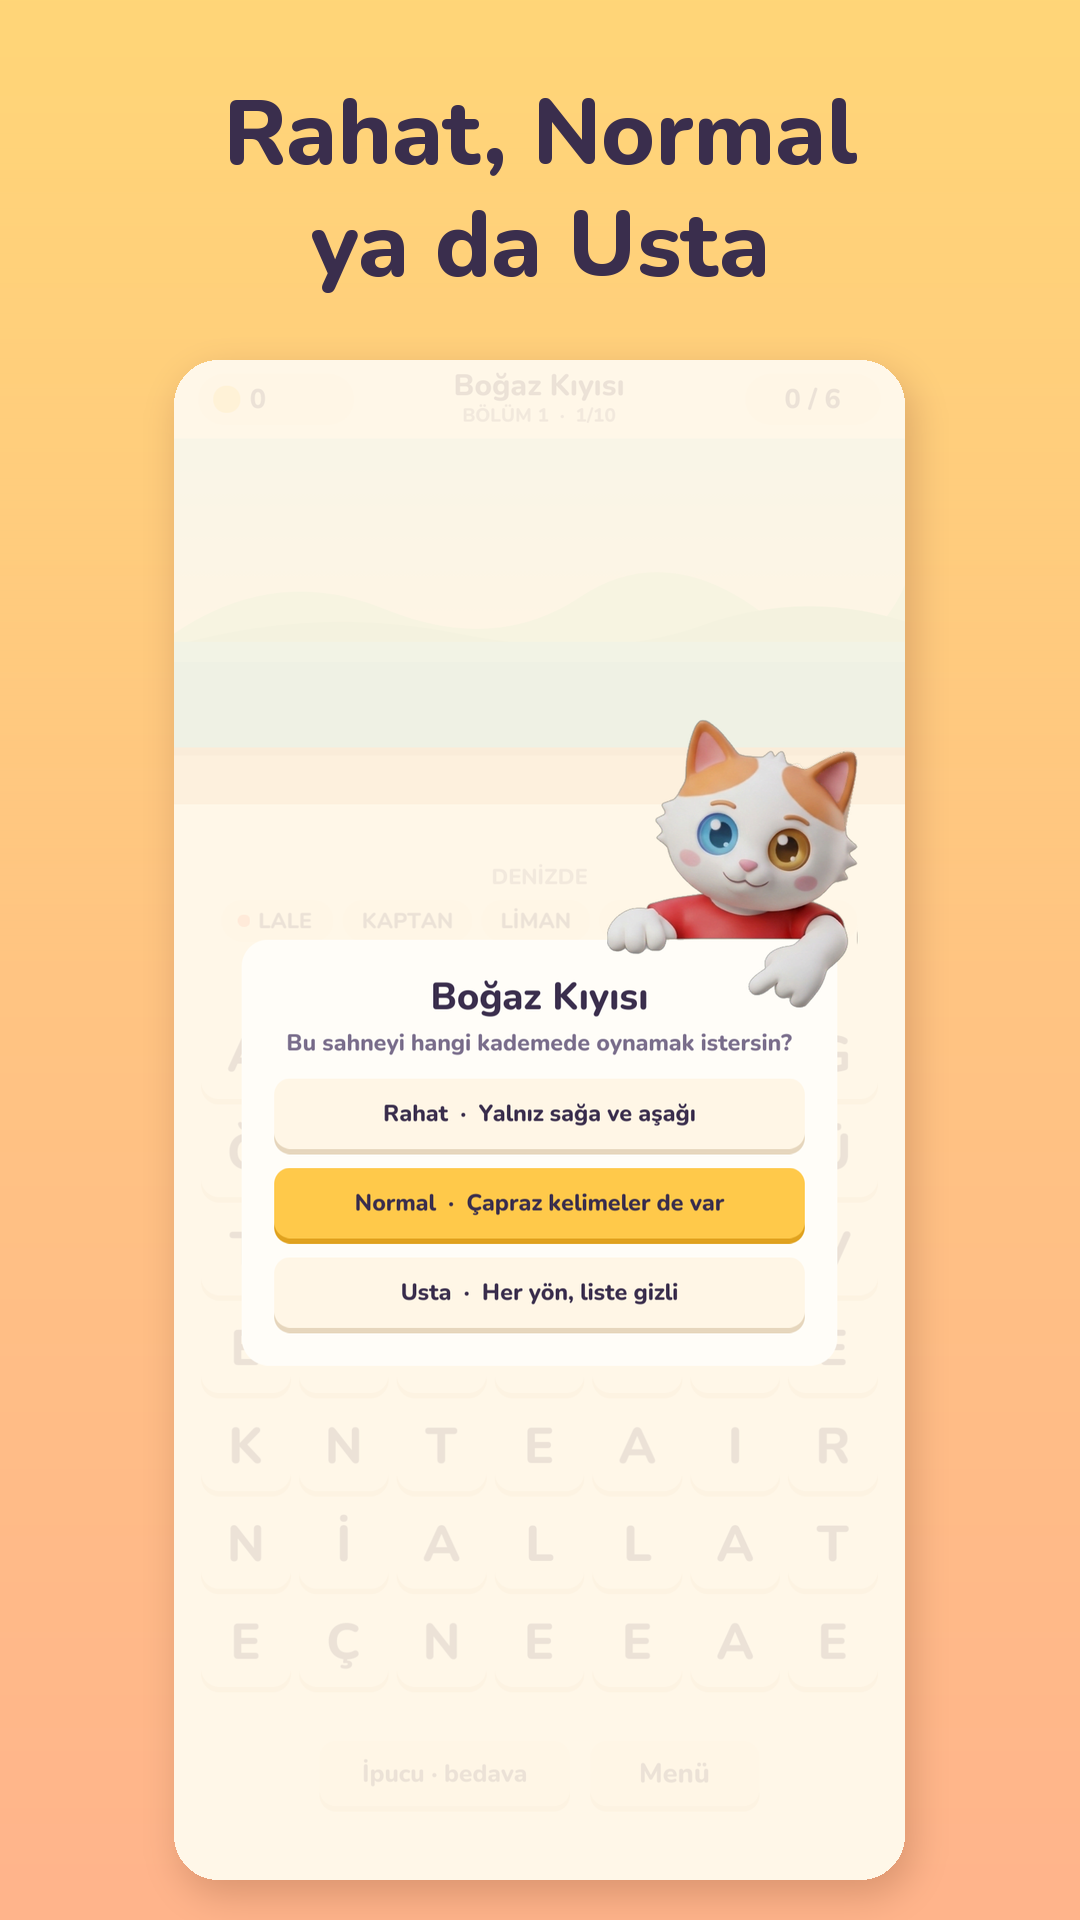 Rahat, Normal
ya da Usta
0
Boğaz Kıyısı
0 / 6
BÖLÜM 1 · 1/10
DENİZDE
LALE KAPTAN LİMAN
Boğaz Kıyısı
Bu sahneyi hangi kademede oynamak istersin?
Rahat · Yalnız sağa ve aşağı
Normal · Çapraz kelimeler de var
Usta · Her yön, liste gizli
K N T E A I R
N İ A L L A T
E Ç N E E A E
İpucu · bedava
Menü